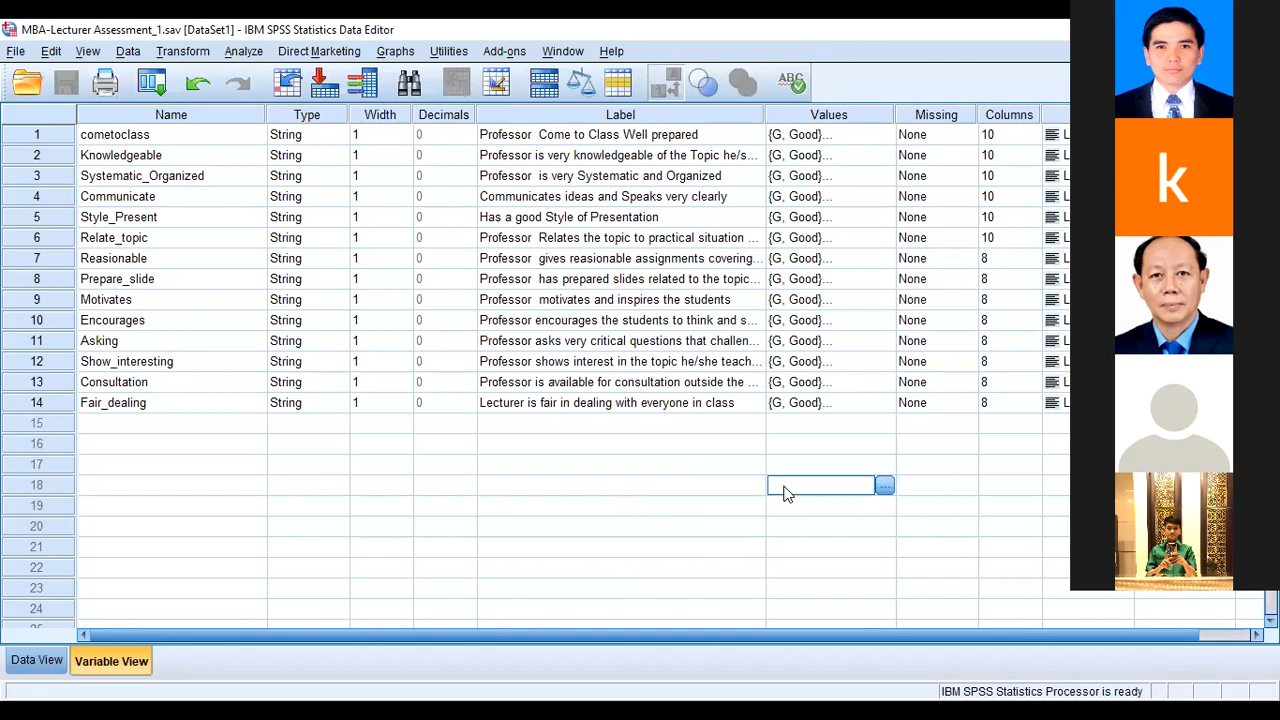 MBA-Lecturer Assessment_1.sav [DataSet1] - IBM SPSS Statistics Data Editor
File Edit View Data Transform Analyze Direct Marketing Graphs Utilities Add-ons Window Help
Name Type Width Decimals Label Values Missing Columns
1 cometoclass String 1 0 Professor Come to Class Well prepared {G, Good}... None 10 L
2 Knowledgeable String 1 0 Professor is very knowledgeable of the Topic he/s... {G, Good}... None 10 L
3 Systematic_Organized String 1 0 Professor is very Systematic and Organized {G, Good}... None 10 L
4 Communicate String 1 0 Communicates ideas and Speaks very clearly {G, Good}... None 10 L
5 Style_Present String 1 0 Has a good Style of Presentation {G, Good}... None 10 L
6 Relate_topic String 1 0 Professor Relates the topic to practical situation ... {G, Good}... None 10 L
7 Reasionable String 1 0 Professor gives reasionable assignments covering... {G, Good}... None 8 L
8 Prepare_slide String 1 0 Professor has prepared slides related to the topic... {G, Good}... None 8 L
9 Motivates String 1 0 Professor motivates and inspires the students {G, Good}... None 8 L
10 Encourages String 1 0 Professor encourages the students to think and s... {G, Good}... None 8 L
11 Asking String 1 0 Professor asks very critical questions that challen... {G, Good}... None 8 L
12 Show_interesting String 1 0 Professor shows interest in the topic he/she teach... {G, Good}... None 8 L
13 Consultation String 1 0 Professor is available for consultation outside the ... {G, Good}... None 8 L
14 Fair_dealing String 1 0 Lecturer is fair in dealing with everyone in class {G, Good}... None 8 L
15
16
17
18 ...
19
20
21
22
23
24
Data View Variable View
IBM SPSS Statistics Processor is ready
ABC
k